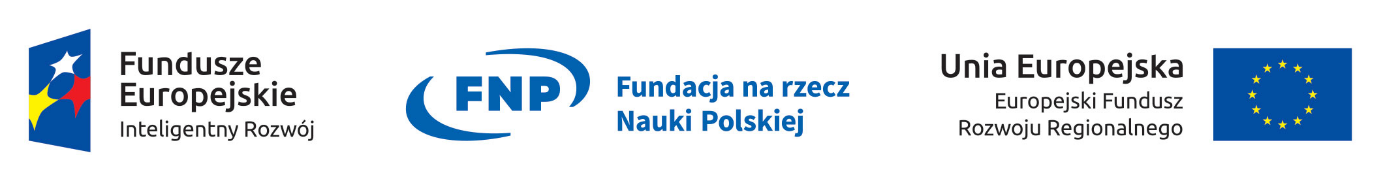 Fundusze
Europejskie
Inteligentny Rozwój
FNP
Fundacja na rzecz
Nauki Polskiej
Unia Europejska
Europejski Fundusz
Rozwoju Regionalnego